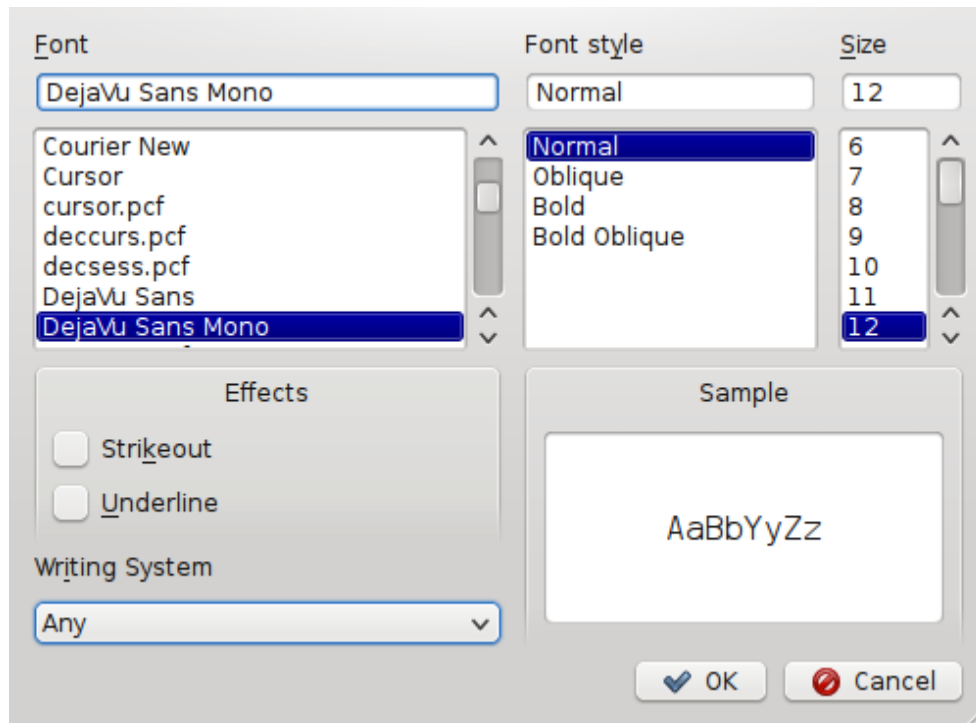 Font
DejaVu Sans Mono
Courier New
Cursor
cursor.pcf
deccurs.pcf
decsess.pcf
DejaVu Sans
DejaVu Sans Mono
Font style
Normal
Normal
Oblique
Bold
Bold Oblique
Size
12
6
7
8
9
10
11
12
Effects
Strikeout
Underline
Writing System
Any
Sample
AaBbYyZz
OK
Cancel